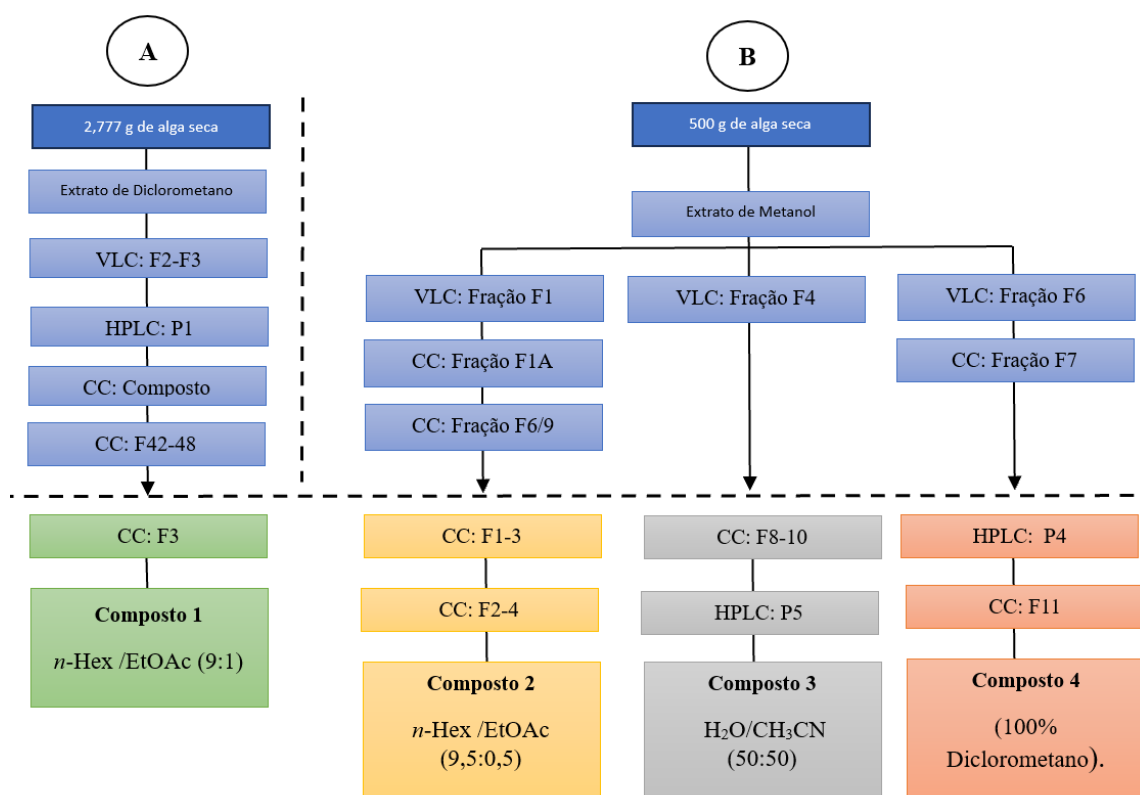 A
2,777 g de alga seca
Extrato de Diclorometano
VLC: F2-F3
HPLC: P1
CC: Composto
CC: F42-48
CC: F3
Composto 1
n-Hex /EtOAc (9:1)
B
500 g de alga seca
Extrato de Metanol
VLC: Fração F1
CC: Fração F1A
CC: Fração F6/9
CC: F1-3
CC: F2-4
Composto 2
n-Hex /EtOAc
(9,5:0,5)
VLC: Fração F4
CC: F8-10
HPLC: P5
Composto 3
H₂O/CH₃CN
(50:50)
VLC: Fração F6
CC: Fração F7
HPLC: P4
CC: F11
Composto 4
(100%
Diclorometano).